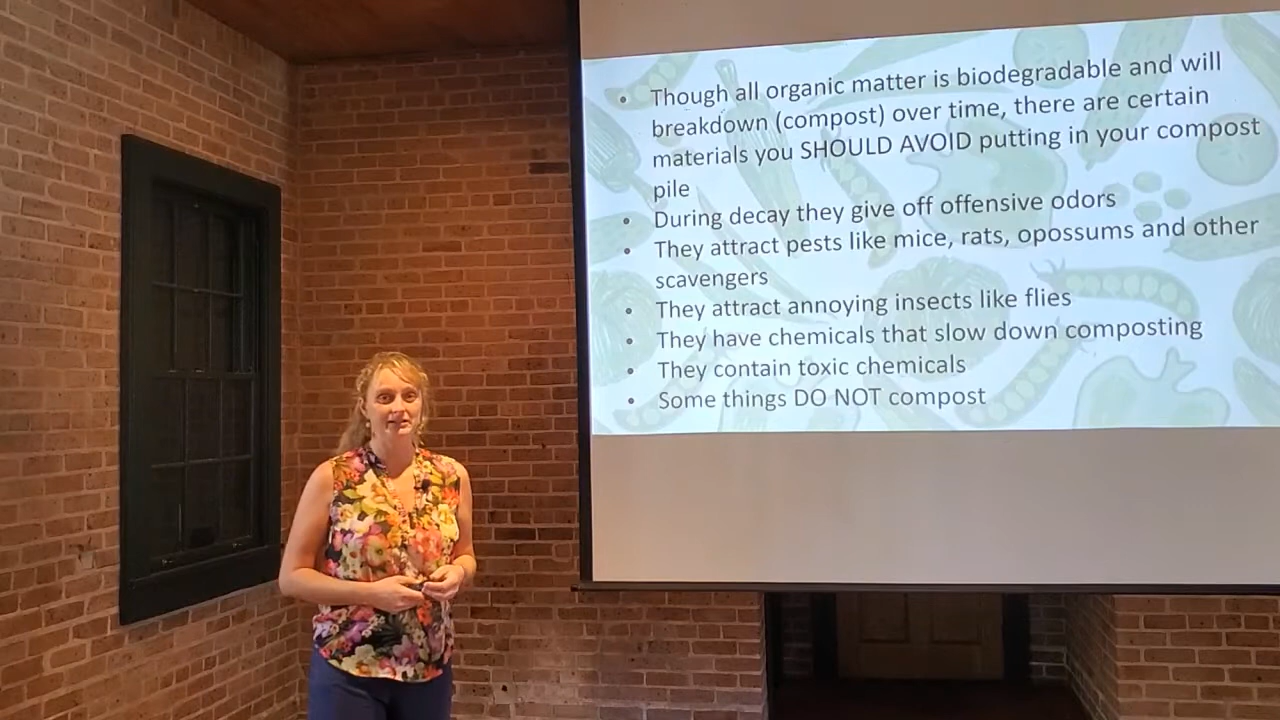 • Though all organic matter is biodegradable and will
breakdown (compost) over time, there are certain
materials you SHOULD AVOID putting in your compost
pile
• During decay they give off offensive odors
• They attract pests like mice, rats, opossums and other
scavengers
• They attract annoying insects like flies
• They have chemicals that slow down composting
• They contain toxic chemicals
• Some things DO NOT compost